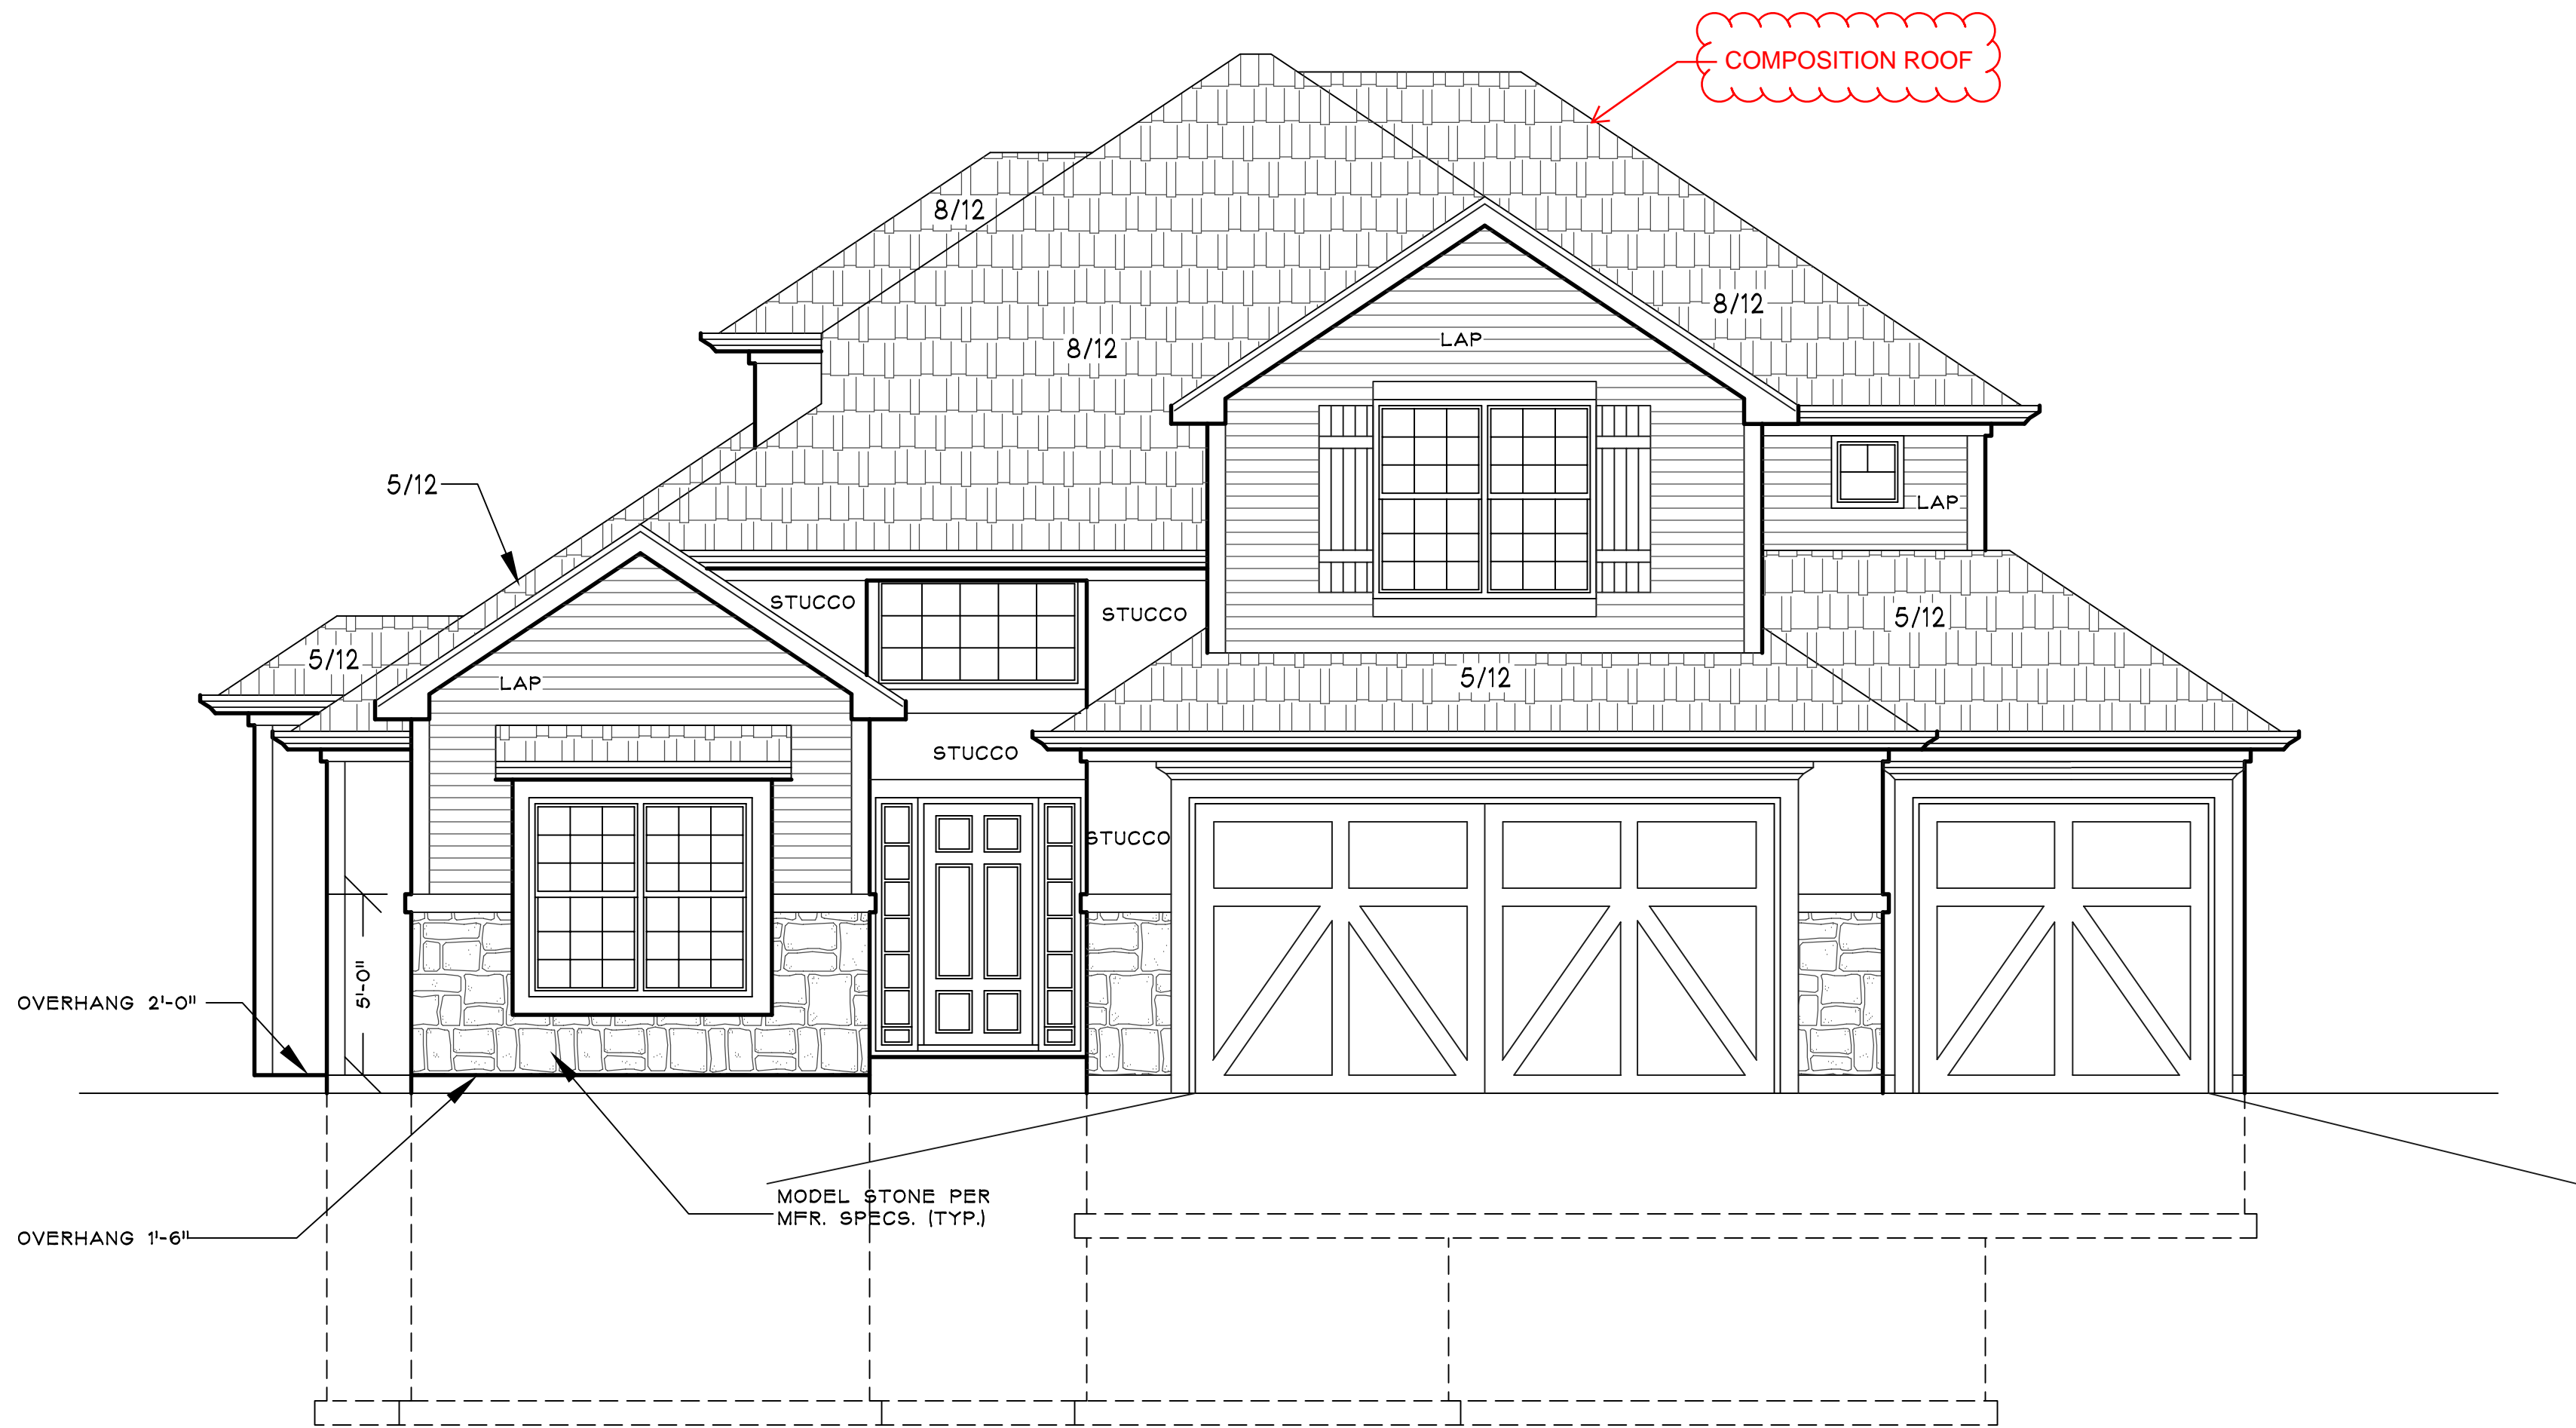 COMPOSITION ROOF
8/12
8/12
8/12
LAP
5/12
LAP
STUCCO
STUCCO
5/12
5/12
5/12
LAP
STUCCO
STUCCO
5'-0"
OVERHANG 2'-0"
MODEL STONE PER
MFR. SPECS. (TYP.)
OVERHANG 1'-6"